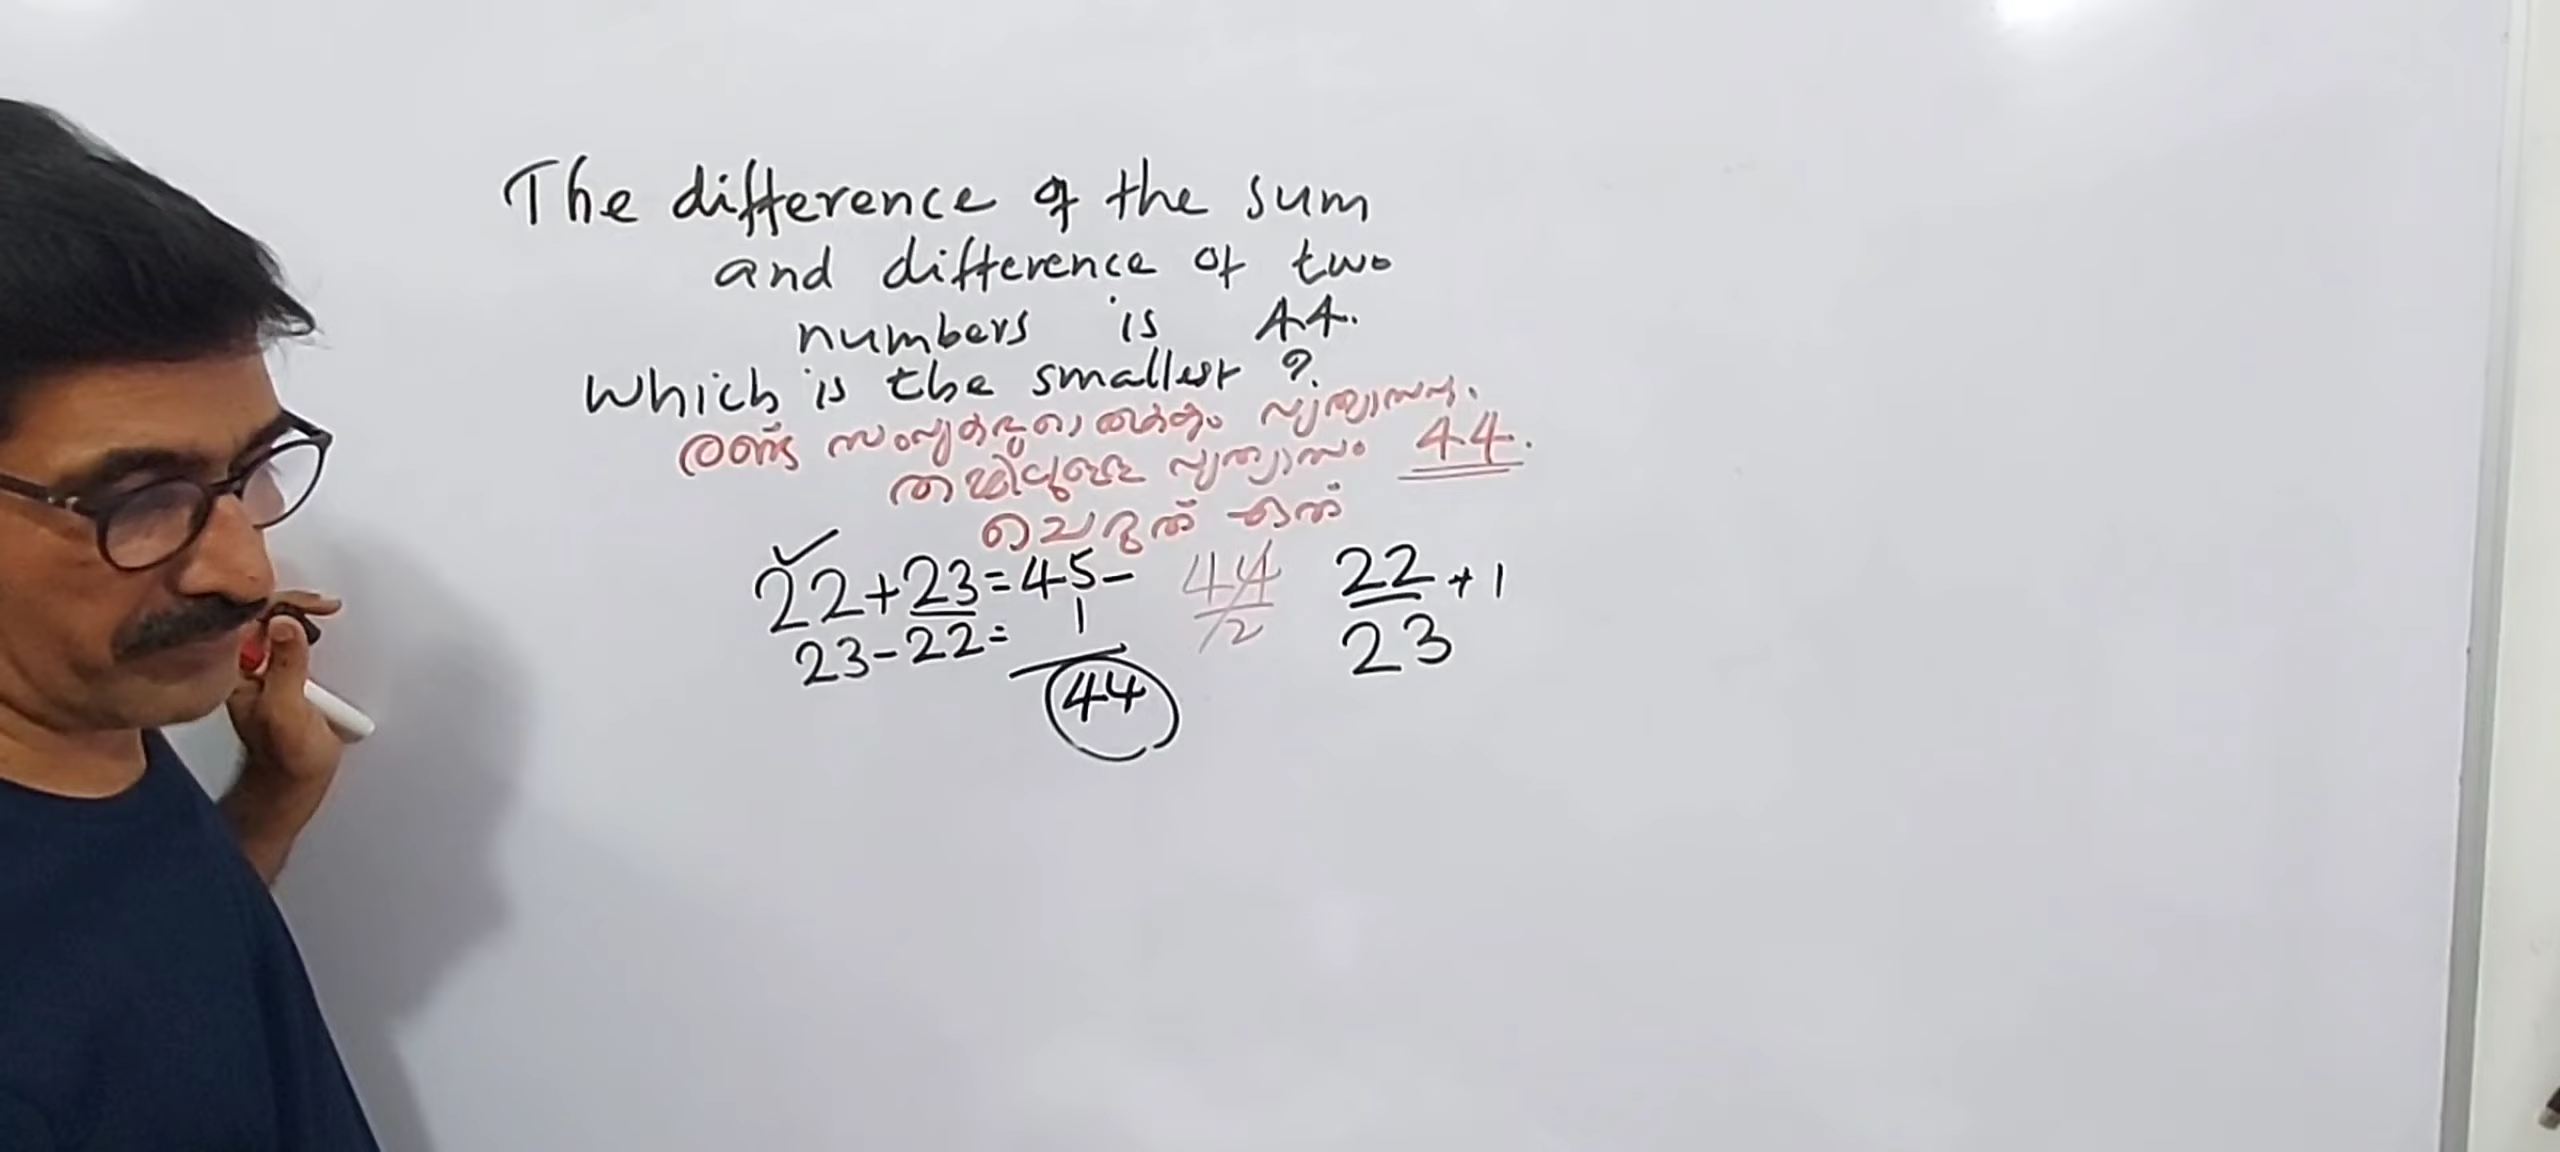 The difference of the sum
and difference of two
numbers is 44.
Which is the smallest ?
രണ്ട് സംഖ്യകളുടെ തുകയും വ്യത്യാസവും
തമ്മിലുള്ള വ്യത്യാസം 44.
ചെറുത് ഏത്
22+23=45-
23-22= 1
44
44/2
22+1
23